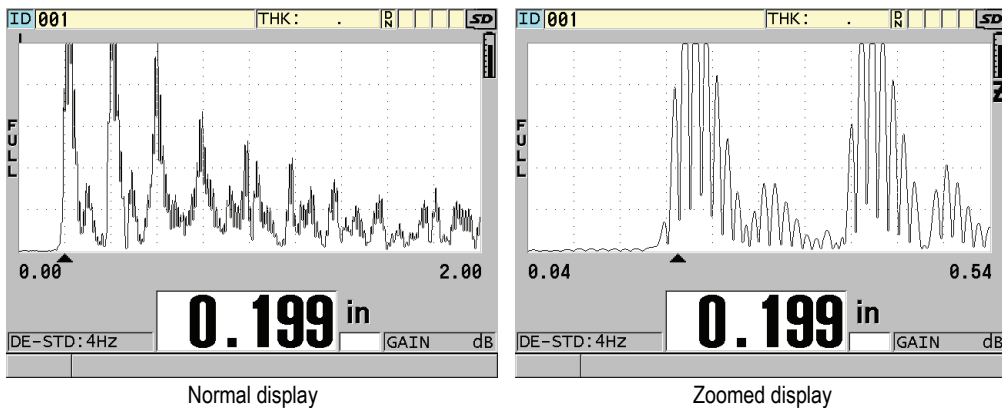 ID 001 THK: . DN SD
FULL
0.00 2.00
0.199 in
DE-STD:4Hz GAIN dB
Normal display
ID 001 THK: . DN SD
Z
FULL
0.04 0.54
0.199 in
DE-STD:4Hz GAIN dB
Zoomed display